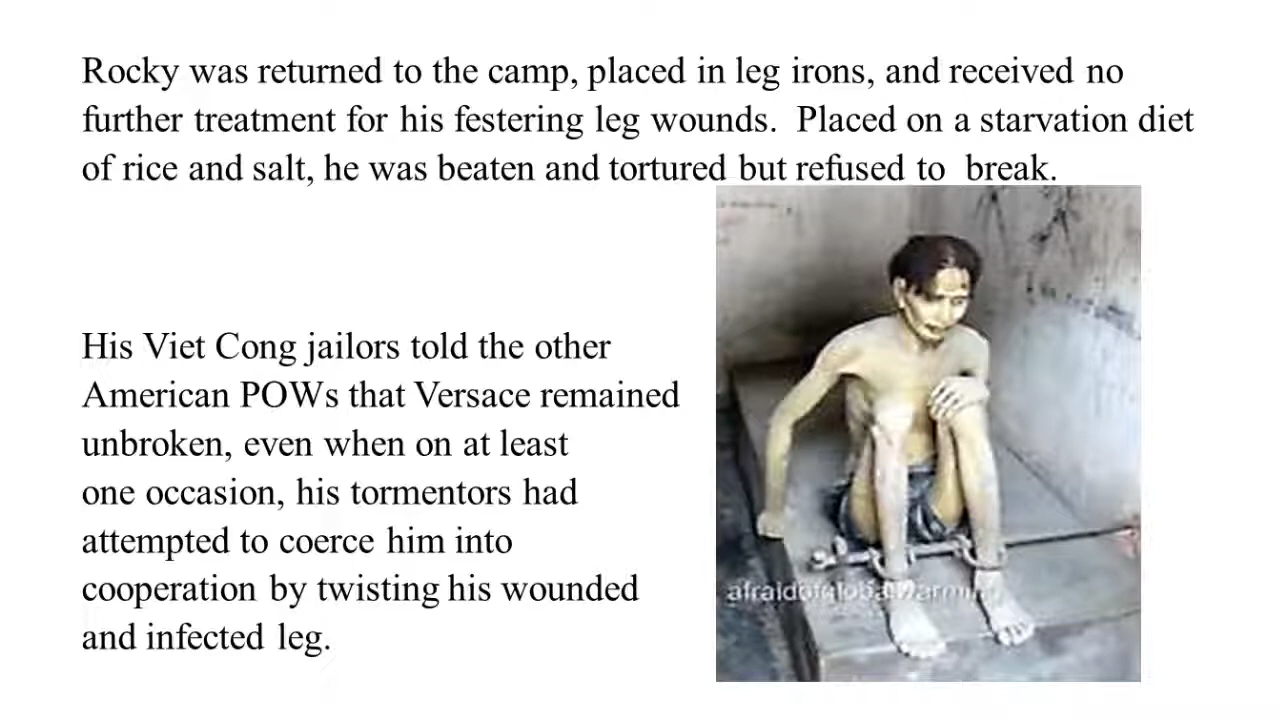 Rocky was returned to the camp, placed in leg irons, and received no
further treatment for his festering leg wounds.  Placed on a starvation diet
of rice and salt, he was beaten and tortured but refused to  break.
His Viet Cong jailors told the other
American POWs that Versace remained
unbroken, even when on at least
one occasion, his tormentors had
attempted to coerce him into
cooperation by twisting his wounded
and infected leg.
afraidofglobalwarming